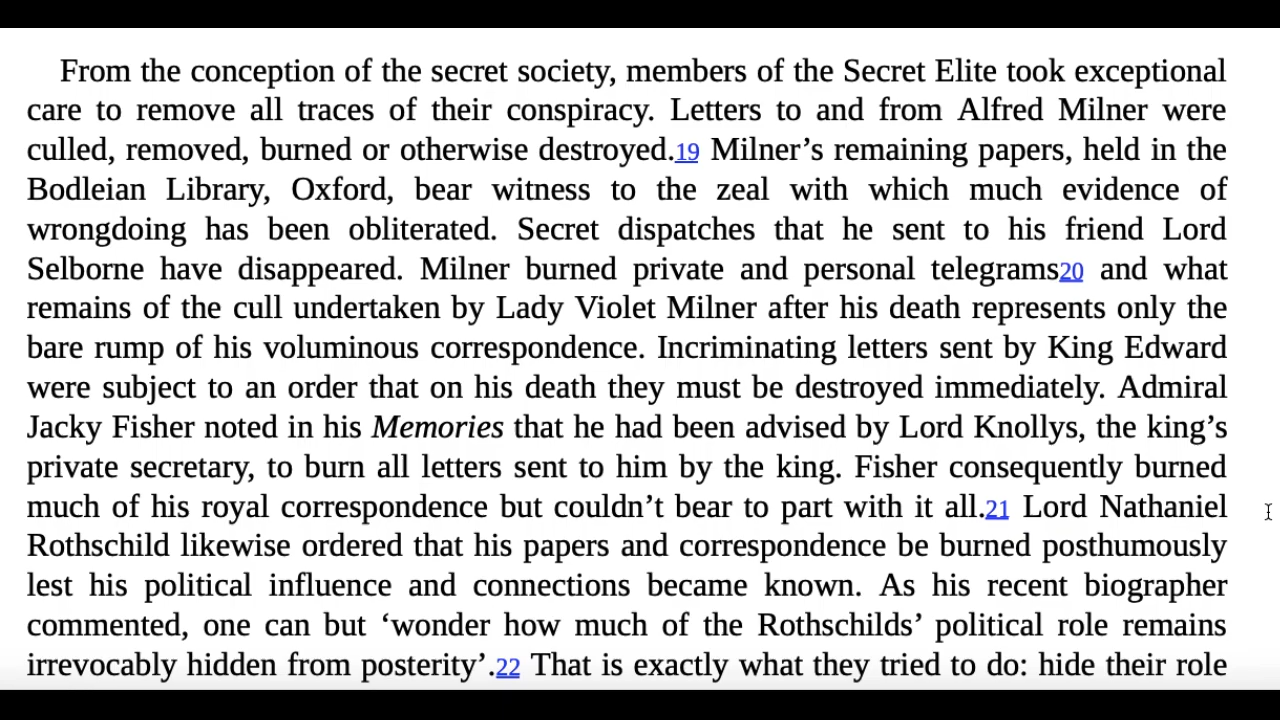 From the conception of the secret society, members of the Secret Elite took exceptional
care to remove all traces of their conspiracy. Letters to and from Alfred Milner were
culled, removed, burned or otherwise destroyed.19 Milner’s remaining papers, held in the
Bodleian Library, Oxford, bear witness to the zeal with which much evidence of
wrongdoing has been obliterated. Secret dispatches that he sent to his friend Lord
Selborne have disappeared. Milner burned private and personal telegrams20 and what
remains of the cull undertaken by Lady Violet Milner after his death represents only the
bare rump of his voluminous correspondence. Incriminating letters sent by King Edward
were subject to an order that on his death they must be destroyed immediately. Admiral
Jacky Fisher noted in his Memories that he had been advised by Lord Knollys, the king’s
private secretary, to burn all letters sent to him by the king. Fisher consequently burned
much of his royal correspondence but couldn’t bear to part with it all.21 Lord Nathaniel
Rothschild likewise ordered that his papers and correspondence be burned posthumously
lest his political influence and connections became known. As his recent biographer
commented, one can but ‘wonder how much of the Rothschilds’ political role remains
irrevocably hidden from posterity’.22 That is exactly what they tried to do: hide their role